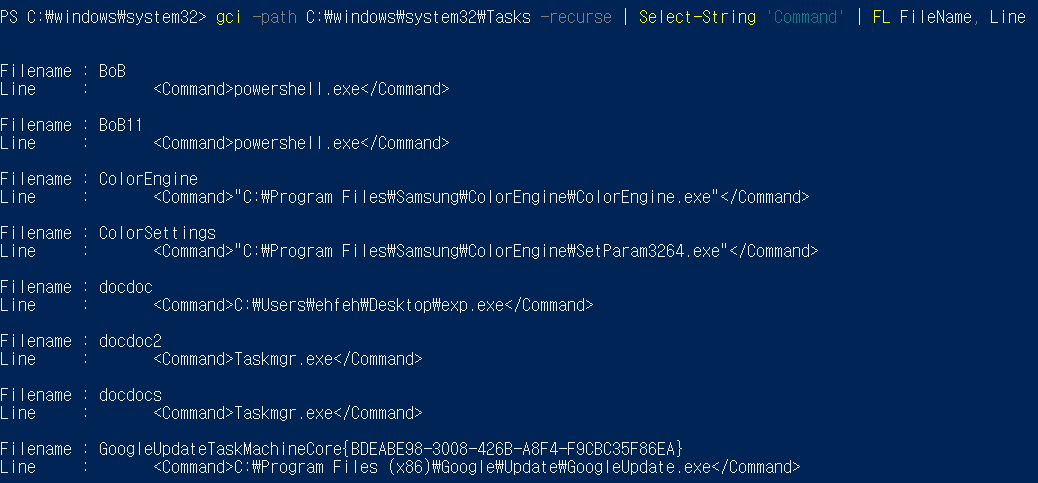 PS C:₩windows₩system32> gci -path C:₩windows₩system32₩Tasks -recurse | Select-String 'Command' | FL FileName, Line
Filename : BoB
Line : <Command>powershell.exe</Command>
Filename : BoB11
Line : <Command>powershell.exe</Command>
Filename : ColorEngine
Line : <Command>"C:₩Program Files₩Samsung₩ColorEngine₩ColorEngine.exe"</Command>
Filename : ColorSettings
Line : <Command>"C:₩Program Files₩Samsung₩ColorEngine₩SetParam3264.exe"</Command>
Filename : docdoc
Line : <Command>C:₩Users₩ehfeh₩Desktop₩exp.exe</Command>
Filename : docdoc2
Line : <Command>Taskmgr.exe</Command>
Filename : docdocs
Line : <Command>Taskmgr.exe</Command>
Filename : GoogleUpdateTaskMachineCore{BDEABE98-3008-426B-A8F4-F9CBC35F86EA}
Line : <Command>C:₩Program Files (x86)₩Google₩Update₩GoogleUpdate.exe</Command>